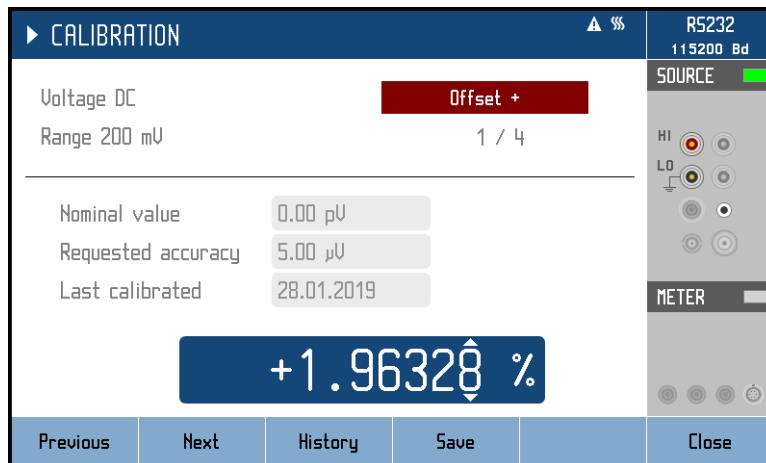 CALIBRATION
RS232
115200 Bd
Voltage DC
Offset +
Range 200 mV
1 / 4
Nominal value
0.00 pV
Requested accuracy
5.00 µV
Last calibrated
28.01.2019
+1.963280 %
Previous
Next
History
Save
Close
SOURCE
HI
LO
METER